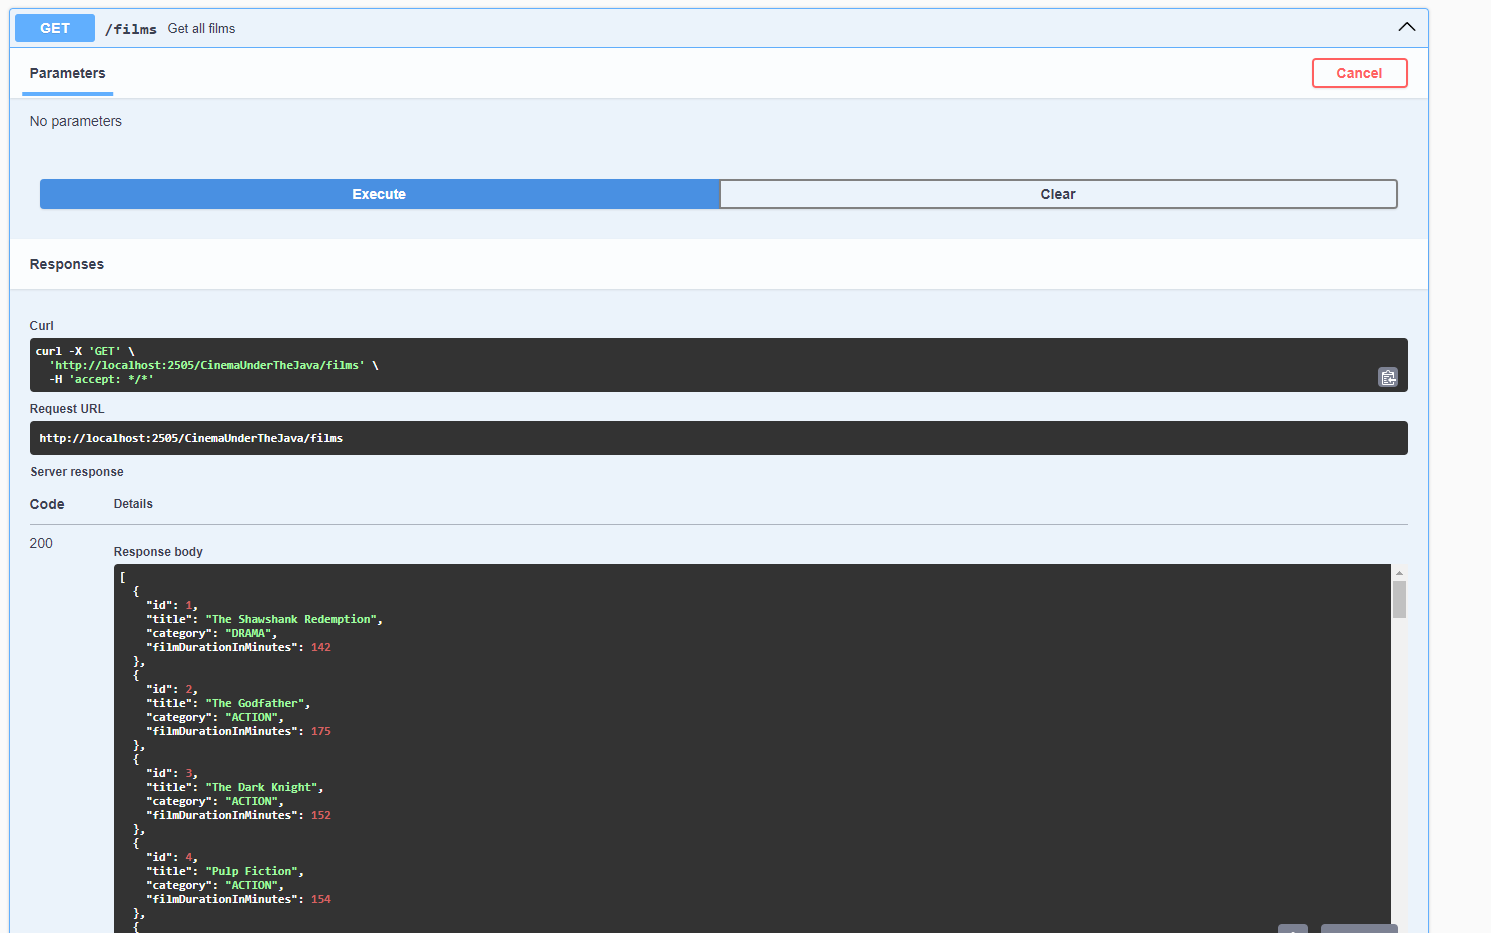 GET /films Get all films
Parameters
Cancel
No parameters
Execute
Clear
Responses
Curl
curl -X 'GET' \
  'http://localhost:2505/CinemaUnderTheJava/films' \
  -H 'accept: */*'
Request URL
http://localhost:2505/CinemaUnderTheJava/films
Server response
Code Details
200
Response body
[
  {
    "id": 1,
    "title": "The Shawshank Redemption",
    "category": "DRAMA",
    "filmDurationInMinutes": 142
  },
  {
    "id": 2,
    "title": "The Godfather",
    "category": "ACTION",
    "filmDurationInMinutes": 175
  },
  {
    "id": 3,
    "title": "The Dark Knight",
    "category": "ACTION",
    "filmDurationInMinutes": 152
  },
  {
    "id": 4,
    "title": "Pulp Fiction",
    "category": "ACTION",
    "filmDurationInMinutes": 154
  },
  {